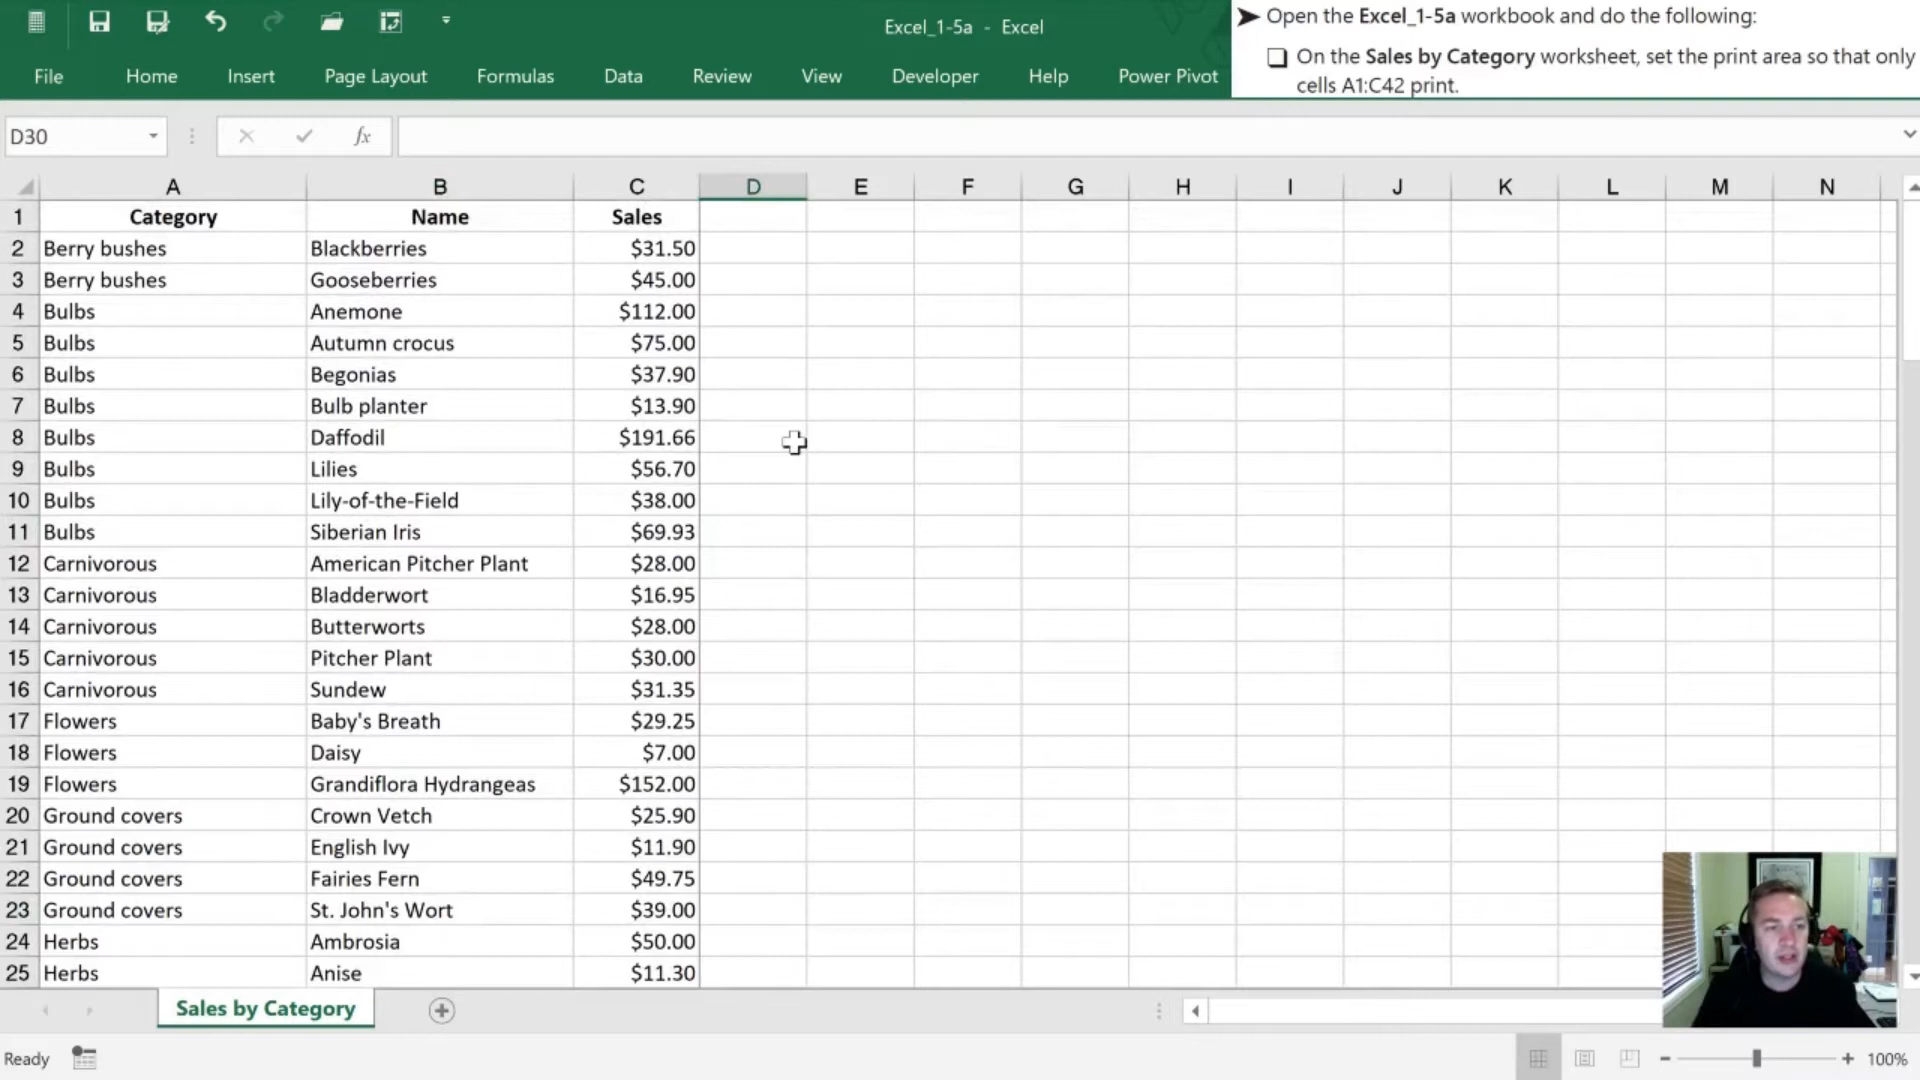 Excel_1-5a - Excel
➤ Open the Excel_1-5a workbook and do the following:
❑ On the Sales by Category worksheet, set the print area so that only
cells A1:C42 print.
File Home Insert Page Layout Formulas Data Review View Developer Help Power Pivot
D30 fx
A B C D E F G H I J K L M N
1 Category Name Sales
2 Berry bushes Blackberries $31.50
3 Berry bushes Gooseberries $45.00
4 Bulbs Anemone $112.00
5 Bulbs Autumn crocus $75.00
6 Bulbs Begonias $37.90
7 Bulbs Bulb planter $13.90
8 Bulbs Daffodil $191.66
9 Bulbs Lilies $56.70
10 Bulbs Lily-of-the-Field $38.00
11 Bulbs Siberian Iris $69.93
12 Carnivorous American Pitcher Plant $28.00
13 Carnivorous Bladderwort $16.95
14 Carnivorous Butterworts $28.00
15 Carnivorous Pitcher Plant $30.00
16 Carnivorous Sundew $31.35
17 Flowers Baby's Breath $29.25
18 Flowers Daisy $7.00
19 Flowers Grandiflora Hydrangeas $152.00
20 Ground covers Crown Vetch $25.90
21 Ground covers English Ivy $11.90
22 Ground covers Fairies Fern $49.75
23 Ground covers St. John's Wort $39.00
24 Herbs Ambrosia $50.00
25 Herbs Anise $11.30
Sales by Category
Ready 100%